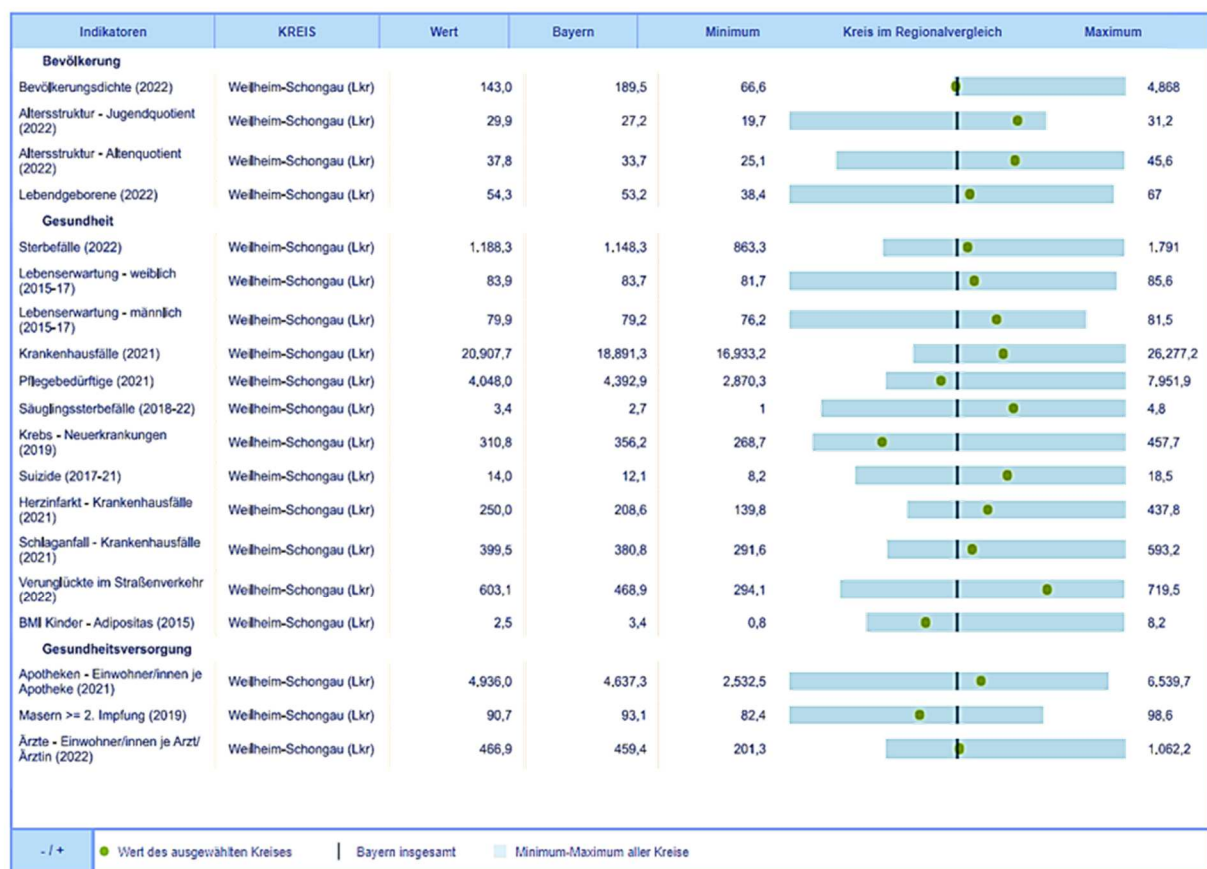 Indikatoren KREIS Wert Bayern Minimum Kreis im Regionalvergleich Maximum
Bevölkerung
Bevölkerungsdichte (2022) Weilheim-Schongau (Lkr) 143,0 189,5 66,6 4,868
Altersstruktur - Jugendquotient
(2022) Weilheim-Schongau (Lkr) 29,9 27,2 19,7 31,2
Altersstruktur - Altenquotient
(2022) Weilheim-Schongau (Lkr) 37,8 33,7 25,1 45,6
Lebendgeborene (2022) Weilheim-Schongau (Lkr) 54,3 53,2 38,4 67
Gesundheit
Sterbefälle (2022) Weilheim-Schongau (Lkr) 1.188,3 1.148,3 863,3 1.791
Lebenserwartung - weiblich
(2015-17) Weilheim-Schongau (Lkr) 83,9 83,7 81,7 85,6
Lebenserwartung - männlich
(2015-17) Weilheim-Schongau (Lkr) 79,9 79,2 76,2 81,5
Krankenhausfälle (2021) Weilheim-Schongau (Lkr) 20,907,7 18,891,3 16,933,2 26,277,2
Pflegebedürftige (2021) Weilheim-Schongau (Lkr) 4,048,0 4,392,9 2,870,3 7,951,9
Säuglingssterbefälle (2018-22) Weilheim-Schongau (Lkr) 3,4 2,7 1 4,8
Krebs - Neuerkrankungen
(2019) Weilheim-Schongau (Lkr) 310,8 356,2 268,7 457,7
Suizide (2017-21) Weilheim-Schongau (Lkr) 14,0 12,1 8,2 18,5
Herzinfarkt - Krankenhausfälle
(2021) Weilheim-Schongau (Lkr) 250,0 208,6 139,8 437,8
Schlaganfall - Krankenhausfälle
(2021) Weilheim-Schongau (Lkr) 399,5 380,8 291,6 593,2
Verunglückte im Straßenverkehr
(2022) Weilheim-Schongau (Lkr) 603,1 468,9 294,1 719,5
BMI Kinder - Adipositas (2015) Weilheim-Schongau (Lkr) 2,5 3,4 0,8 8,2
Gesundheitsversorgung
Apotheken - Einwohner/innen je
Apotheke (2021) Weilheim-Schongau (Lkr) 4,936,0 4,637,3 2,532,5 6,539,7
Masern >= 2. Impfung (2019) Weilheim-Schongau (Lkr) 90,7 93,1 82,4 98,6
Ärzte - Einwohner/innen je Arzt/
Ärztin (2022) Weilheim-Schongau (Lkr) 466,9 459,4 201,3 1.062,2
- / + Wert des ausgewählten Kreises Bayern insgesamt Minimum-Maximum aller Kreise